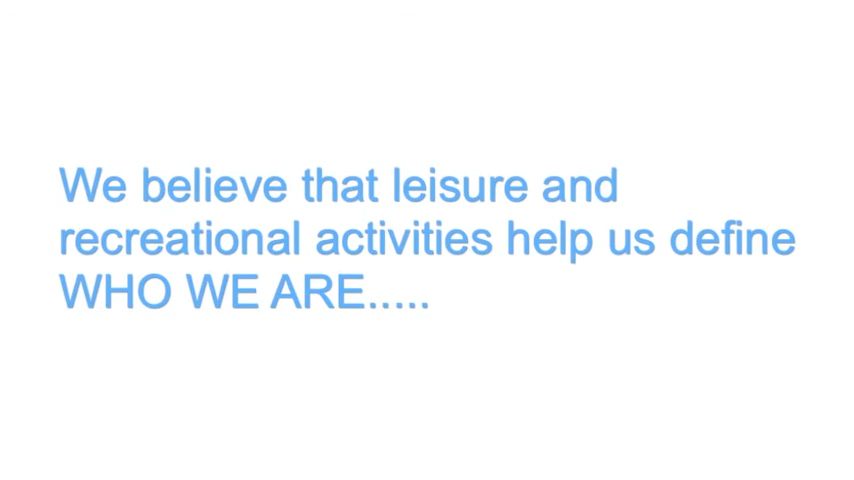 We believe that leisure and
recreational activities help us define
WHO WE ARE.....